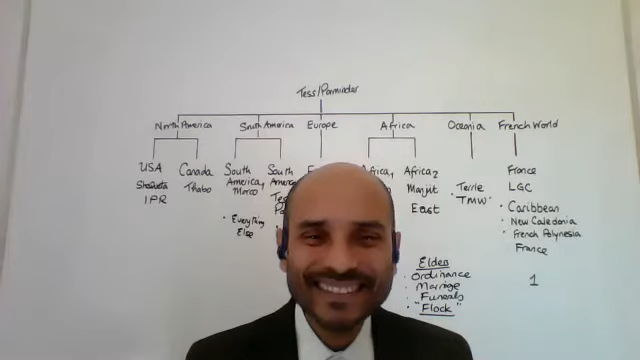 Tess/Parminder
North America South America Europe Africa Oceania French World
USA Canada South South Africa2 France
America, America
Thabo Marco Manjit Terrie LGC
IPR East "TMW" • Caribbean
• Everything • New Caledonia
Else • French Polynesia
France
Elder
• Ordinance
• Marriage
• Funerals
• "Flock"
1